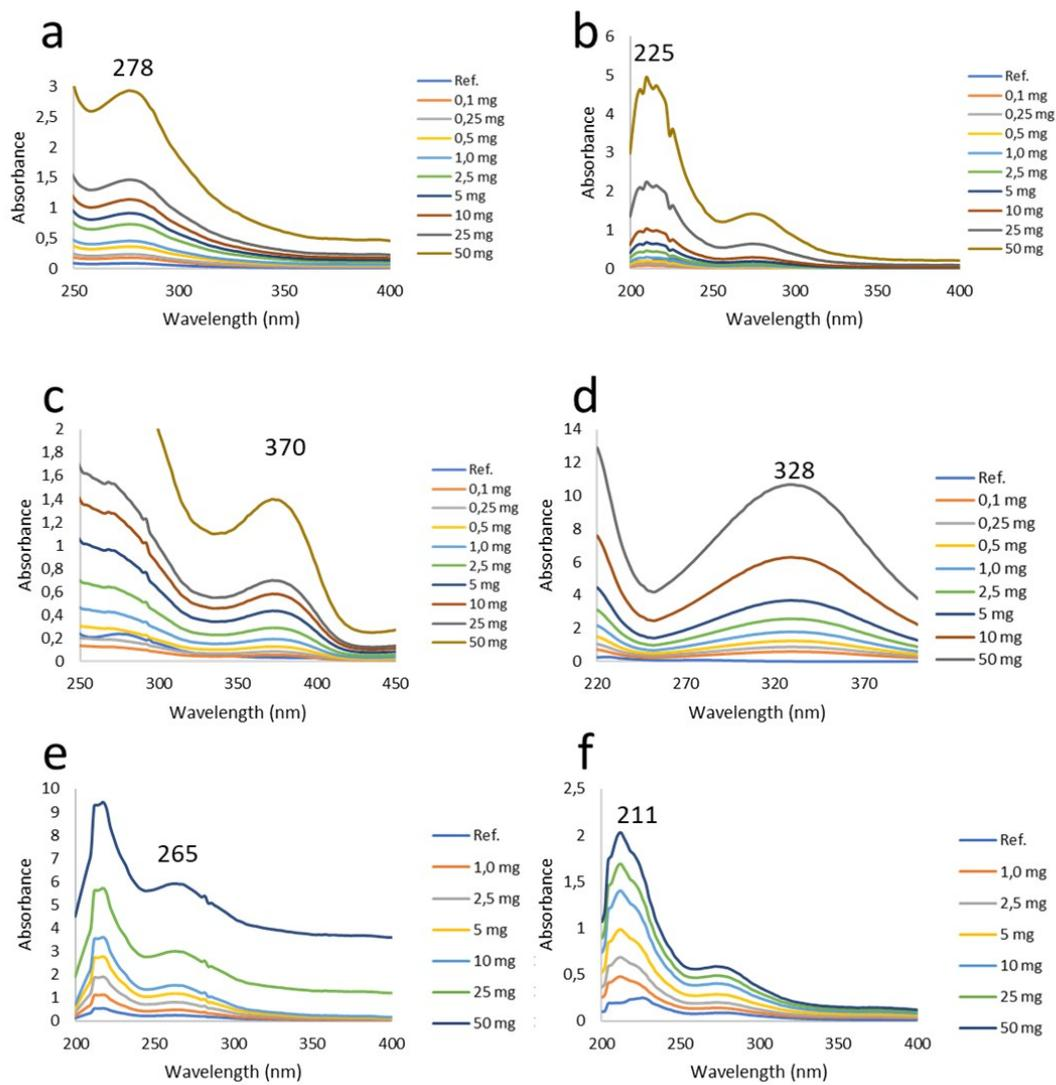 a
278
3
2,5
2
1,5
1
0,5
0
Absorbance
250 300 350 400
Wavelength (nm)
Ref.
0,1 mg
0,25 mg
0,5 mg
1,0 mg
2,5 mg
5 mg
10 mg
25 mg
50 mg
b
225
6
5
4
3
2
1
0
Absorbance
200 250 300 350 400
Wavelength (nm)
Ref.
0,1 mg
0,25 mg
0,5 mg
1,0 mg
2,5 mg
5 mg
10 mg
25 mg
50 mg
c
370
2
1,8
1,6
1,4
1,2
1
0,8
0,6
0,4
0,2
0
Absorbance
250 300 350 400 450
Wavelength (nm)
Ref.
0,1 mg
0,25 mg
0,5 mg
1,0 mg
2,5 mg
5 mg
10 mg
25 mg
50 mg
d
328
14
12
10
8
6
4
2
0
Absorbance
220 270 320 370
Wavelength (nm)
Ref.
0,1 mg
0,25 mg
0,5 mg
1,0 mg
2,5 mg
5 mg
10 mg
50 mg
e
265
10
9
8
7
6
5
4
3
2
1
0
Absorbance
200 250 300 350 400
Wavelength (nm)
Ref.
1,0 mg
2,5 mg
5 mg
10 mg
25 mg
50 mg
f
211
2,5
2
1,5
1
0,5
0
Absorbance
200 250 300 350 400
Wavelength (nm)
Ref.
1,0 mg
2,5 mg
5 mg
10 mg
25 mg
50 mg